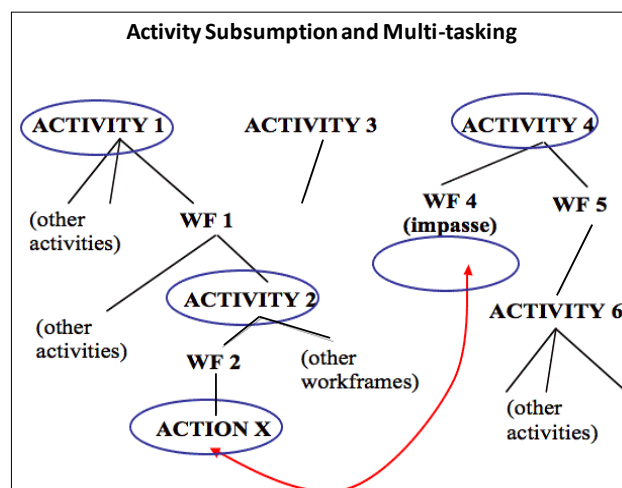 Activity Subsumption and Multi-tasking
ACTIVITY 1
ACTIVITY 3
ACTIVITY 4
(other
activities)
WF 1
WF 4
(impasse)
WF 5
(other
activities)
ACTIVITY 2
ACTIVITY 6
WF 2
(other
workframes)
ACTION X
(other
activities)